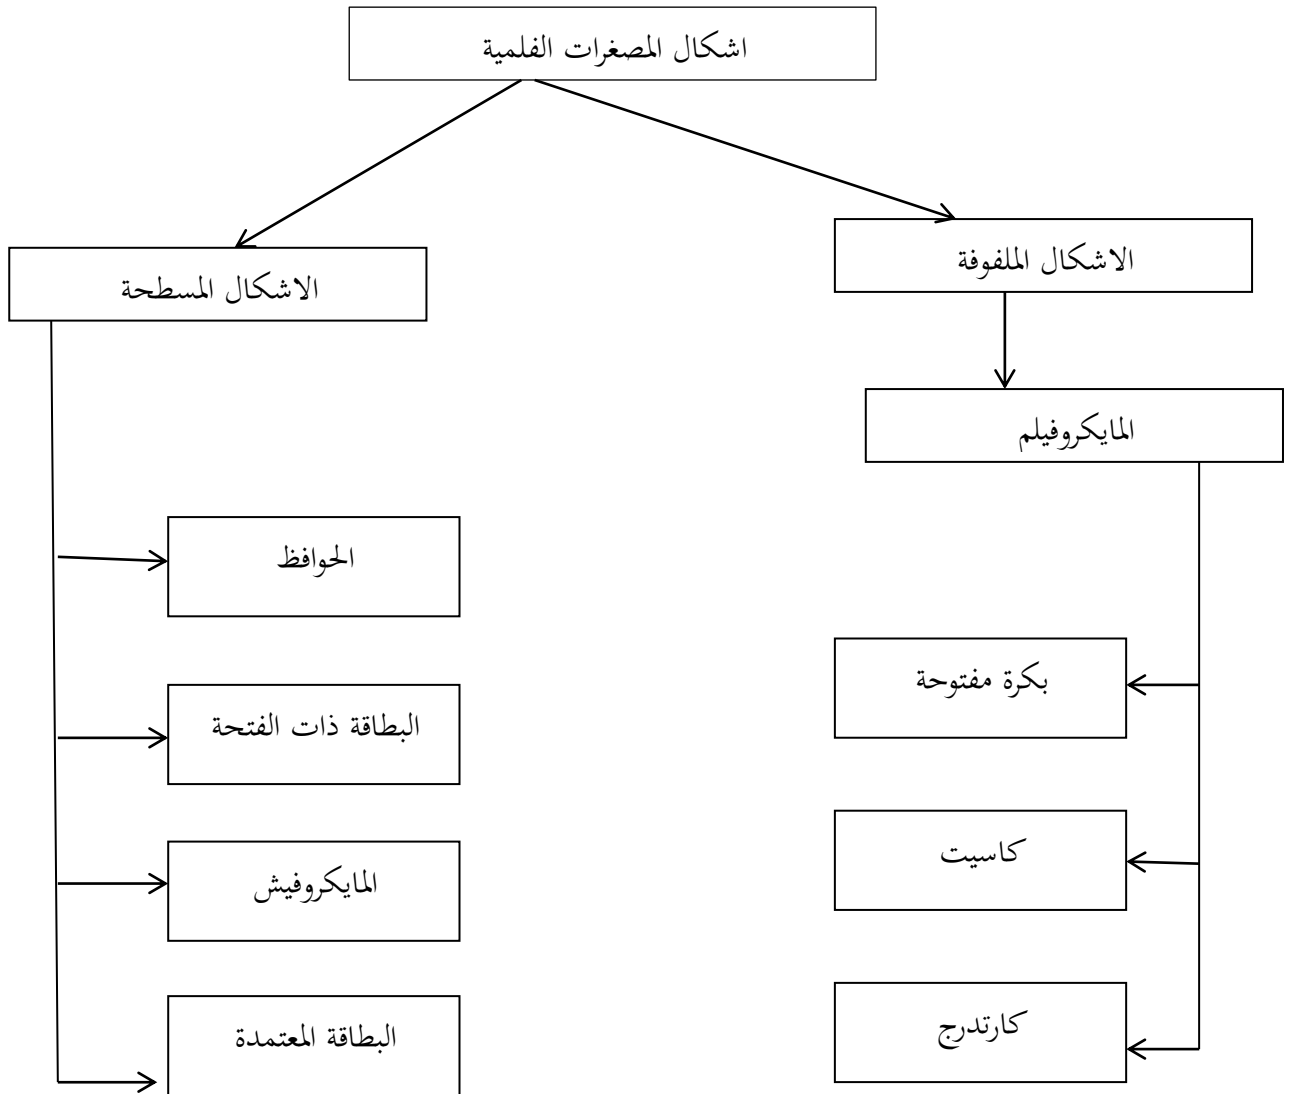 اشكال المصغرات الفلمية
الاشكال الملفوفة
المايكروفيلم
بكرة مفتوحة
كاسيت
كارتدرج
الاشكال المسطحة
الحوافظ
البطاقة ذات الفتحة
المايكروفيش
البطاقة المعتمدة